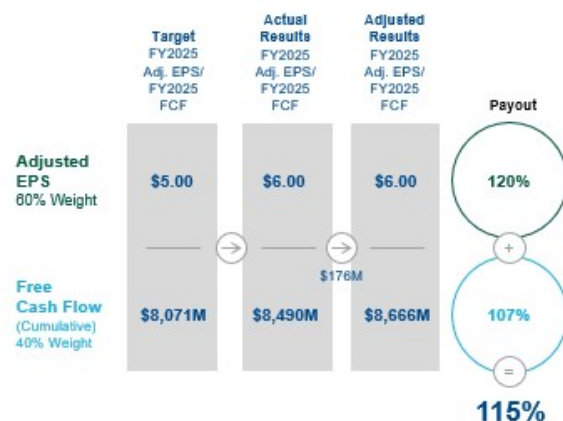 Target
FY2025
Adj. EPS/
FY2025
FCF
Actual
Results
FY2025
Adj. EPS/
FY2025
FCF
Adjusted
Results
FY2025
Adj. EPS/
FY2025
FCF
Payout
Adjusted
EPS
60% Weight
$5.00
$6.00
$6.00
120%
+
$176M
Free
Cash Flow
(Cumulative)
40% Weight
$8,071M
$8,490M
$8,666M
107%
=
115%